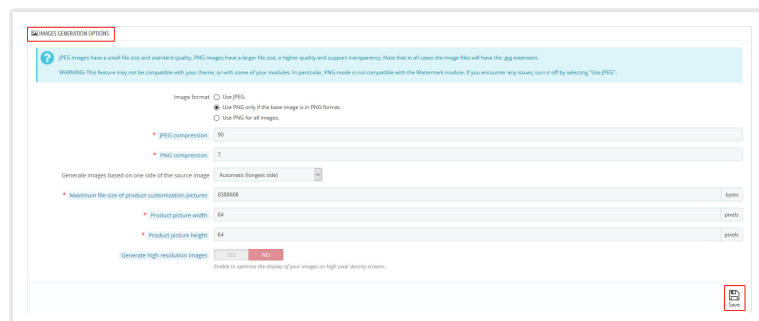 IMAGES GENERATION OPTIONS
JPEG images have a small file size and standard quality. PNG images have a larger file size, a higher quality and support transparency. Note that in all cases the image files will have the .jpg extension.
WARNING: This feature may not be compatible with your theme, or with some of your modules. In particular, PNG mode is not compatible with the Watermark module. If you encounter any issues, turn it off by selecting "Use JPEG".
Image format Use JPEG.
Use PNG only if the base image is in PNG format.
Use PNG for all images.
* JPEG compression 90
* PNG compression 7
Generate images based on one side of the source image Automatic (longest side)
* Maximum file size of product customization pictures 8388608 bytes
* Product picture width 64 pixels
* Product picture height 64 pixels
Generate high resolution images YES NO
Enable to optimize the display of your images on high pixel density screens.
Save